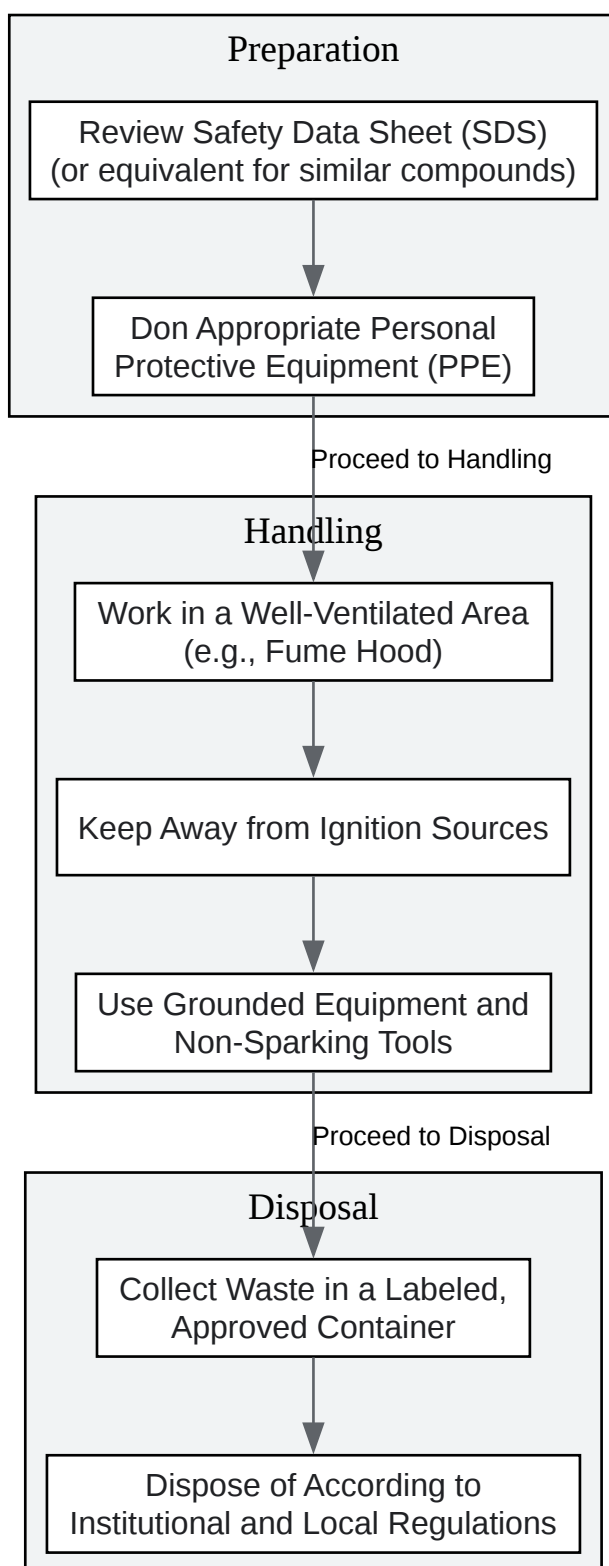 Preparation
Review Safety Data Sheet (SDS)
(or equivalent for similar compounds)
Don Appropriate Personal
Protective Equipment (PPE)
Proceed to Handling
Handling
Work in a Well-Ventilated Area
(e.g., Fume Hood)
Keep Away from Ignition Sources
Use Grounded Equipment and
Non-Sparking Tools
Proceed to Disposal
Disposal
Collect Waste in a Labeled,
Approved Container
Dispose of According to
Institutional and Local Regulations